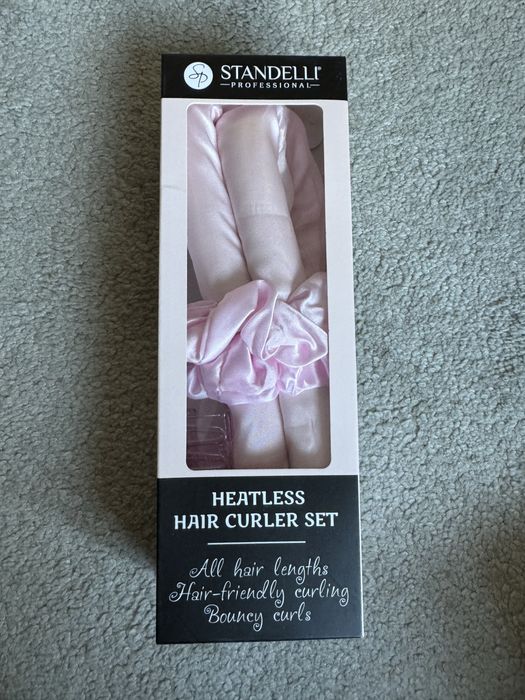 SP
STANDELLI®
PROFESSIONAL
HEATLESS
HAIR CURLER SET
All hair lengths
Hair-friendly curling
Bouncy curls